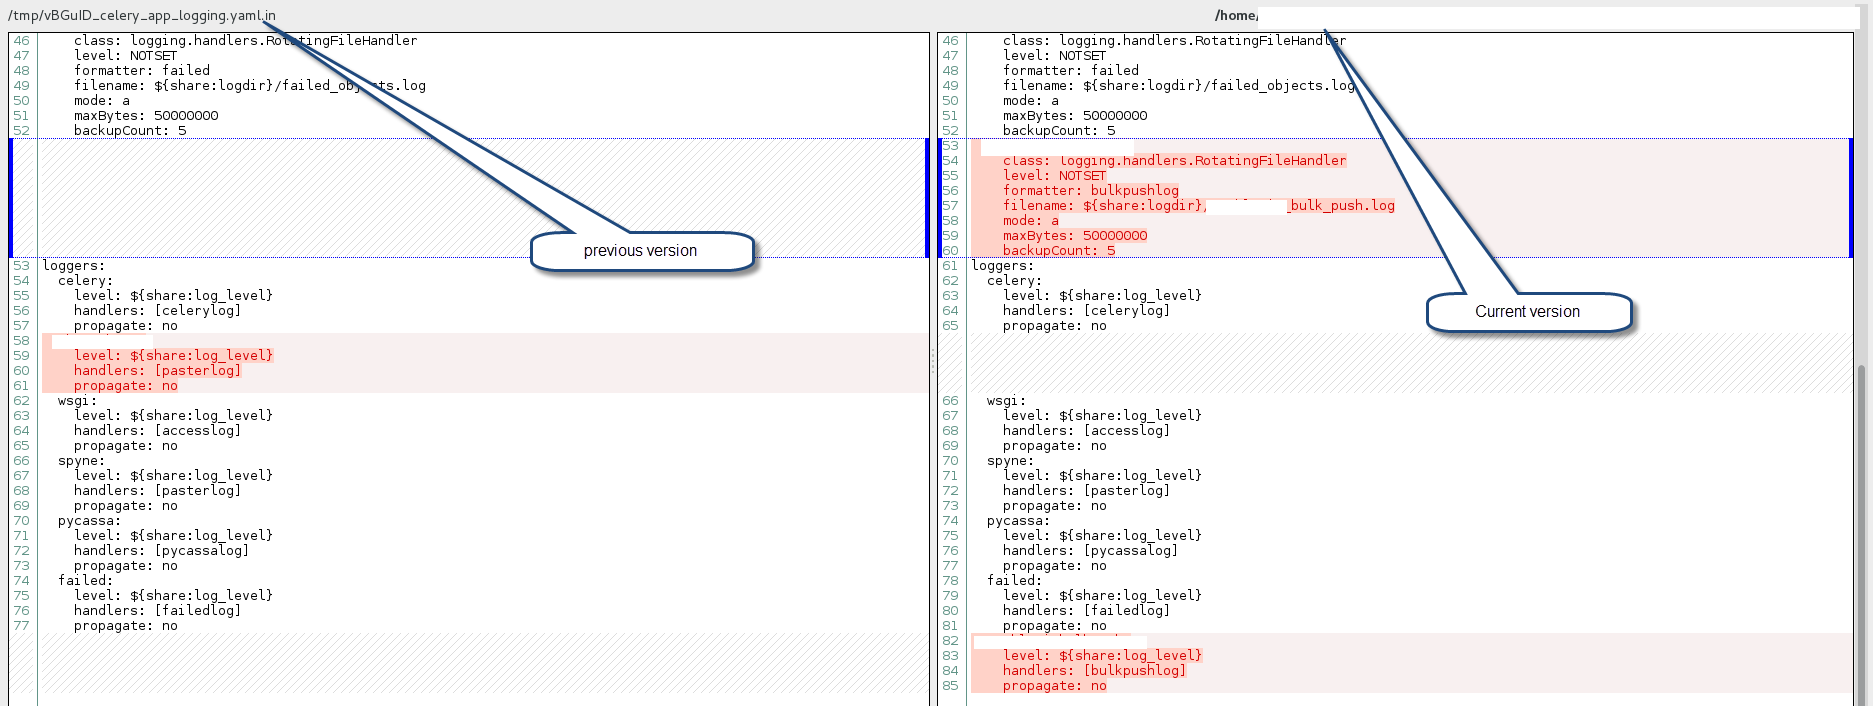 /tmp/vBGuID_celery_app_logging.yaml.in
46 class: logging.handlers.RotatingFileHandler
47 level: NOTSET
48 formatter: failed
49 filename: ${share:logdir}/failed_objects.log
50 mode: a
51 maxBytes: 50000000
52 backupCount: 5
previous version
53 loggers:
54 celery:
55 level: ${share:log_level}
56 handlers: [celerylog]
57 propagate: no
58
59 level: ${share:log_level}
60 handlers: [pasterlog]
61 propagate: no
62 wsgi:
63 level: ${share:log_level}
64 handlers: [accesslog]
65 propagate: no
66 spyne:
67 level: ${share:log_level}
68 handlers: [pasterlog]
69 propagate: no
70 pycassa:
71 level: ${share:log_level}
72 handlers: [pycassalog]
73 propagate: no
74 failed:
75 level: ${share:log_level}
76 handlers: [failedlog]
77 propagate: no
/home/
46 class: logging.handlers.RotatingFileHandler
47 level: NOTSET
48 formatter: failed
49 filename: ${share:logdir}/failed_objects.log
50 mode: a
51 maxBytes: 50000000
52 backupCount: 5
53
54 class: logging.handlers.RotatingFileHandler
55 level: NOTSET
56 formatter: bulkpushlog
57 filename: ${share:logdir}/ _bulk_push.log
58 mode: a
59 maxBytes: 50000000
60 backupCount: 5
61 loggers:
62 celery:
63 level: ${share:log_level}
64 handlers: [celerylog]
65 propagate: no
Current version
66 wsgi:
67 level: ${share:log_level}
68 handlers: [accesslog]
69 propagate: no
70 spyne:
71 level: ${share:log_level}
72 handlers: [pasterlog]
73 propagate: no
74 pycassa:
75 level: ${share:log_level}
76 handlers: [pycassalog]
77 propagate: no
78 failed:
79 level: ${share:log_level}
80 handlers: [failedlog]
81 propagate: no
82
83 level: ${share:log_level}
84 handlers: [bulkpushlog]
85 propagate: no